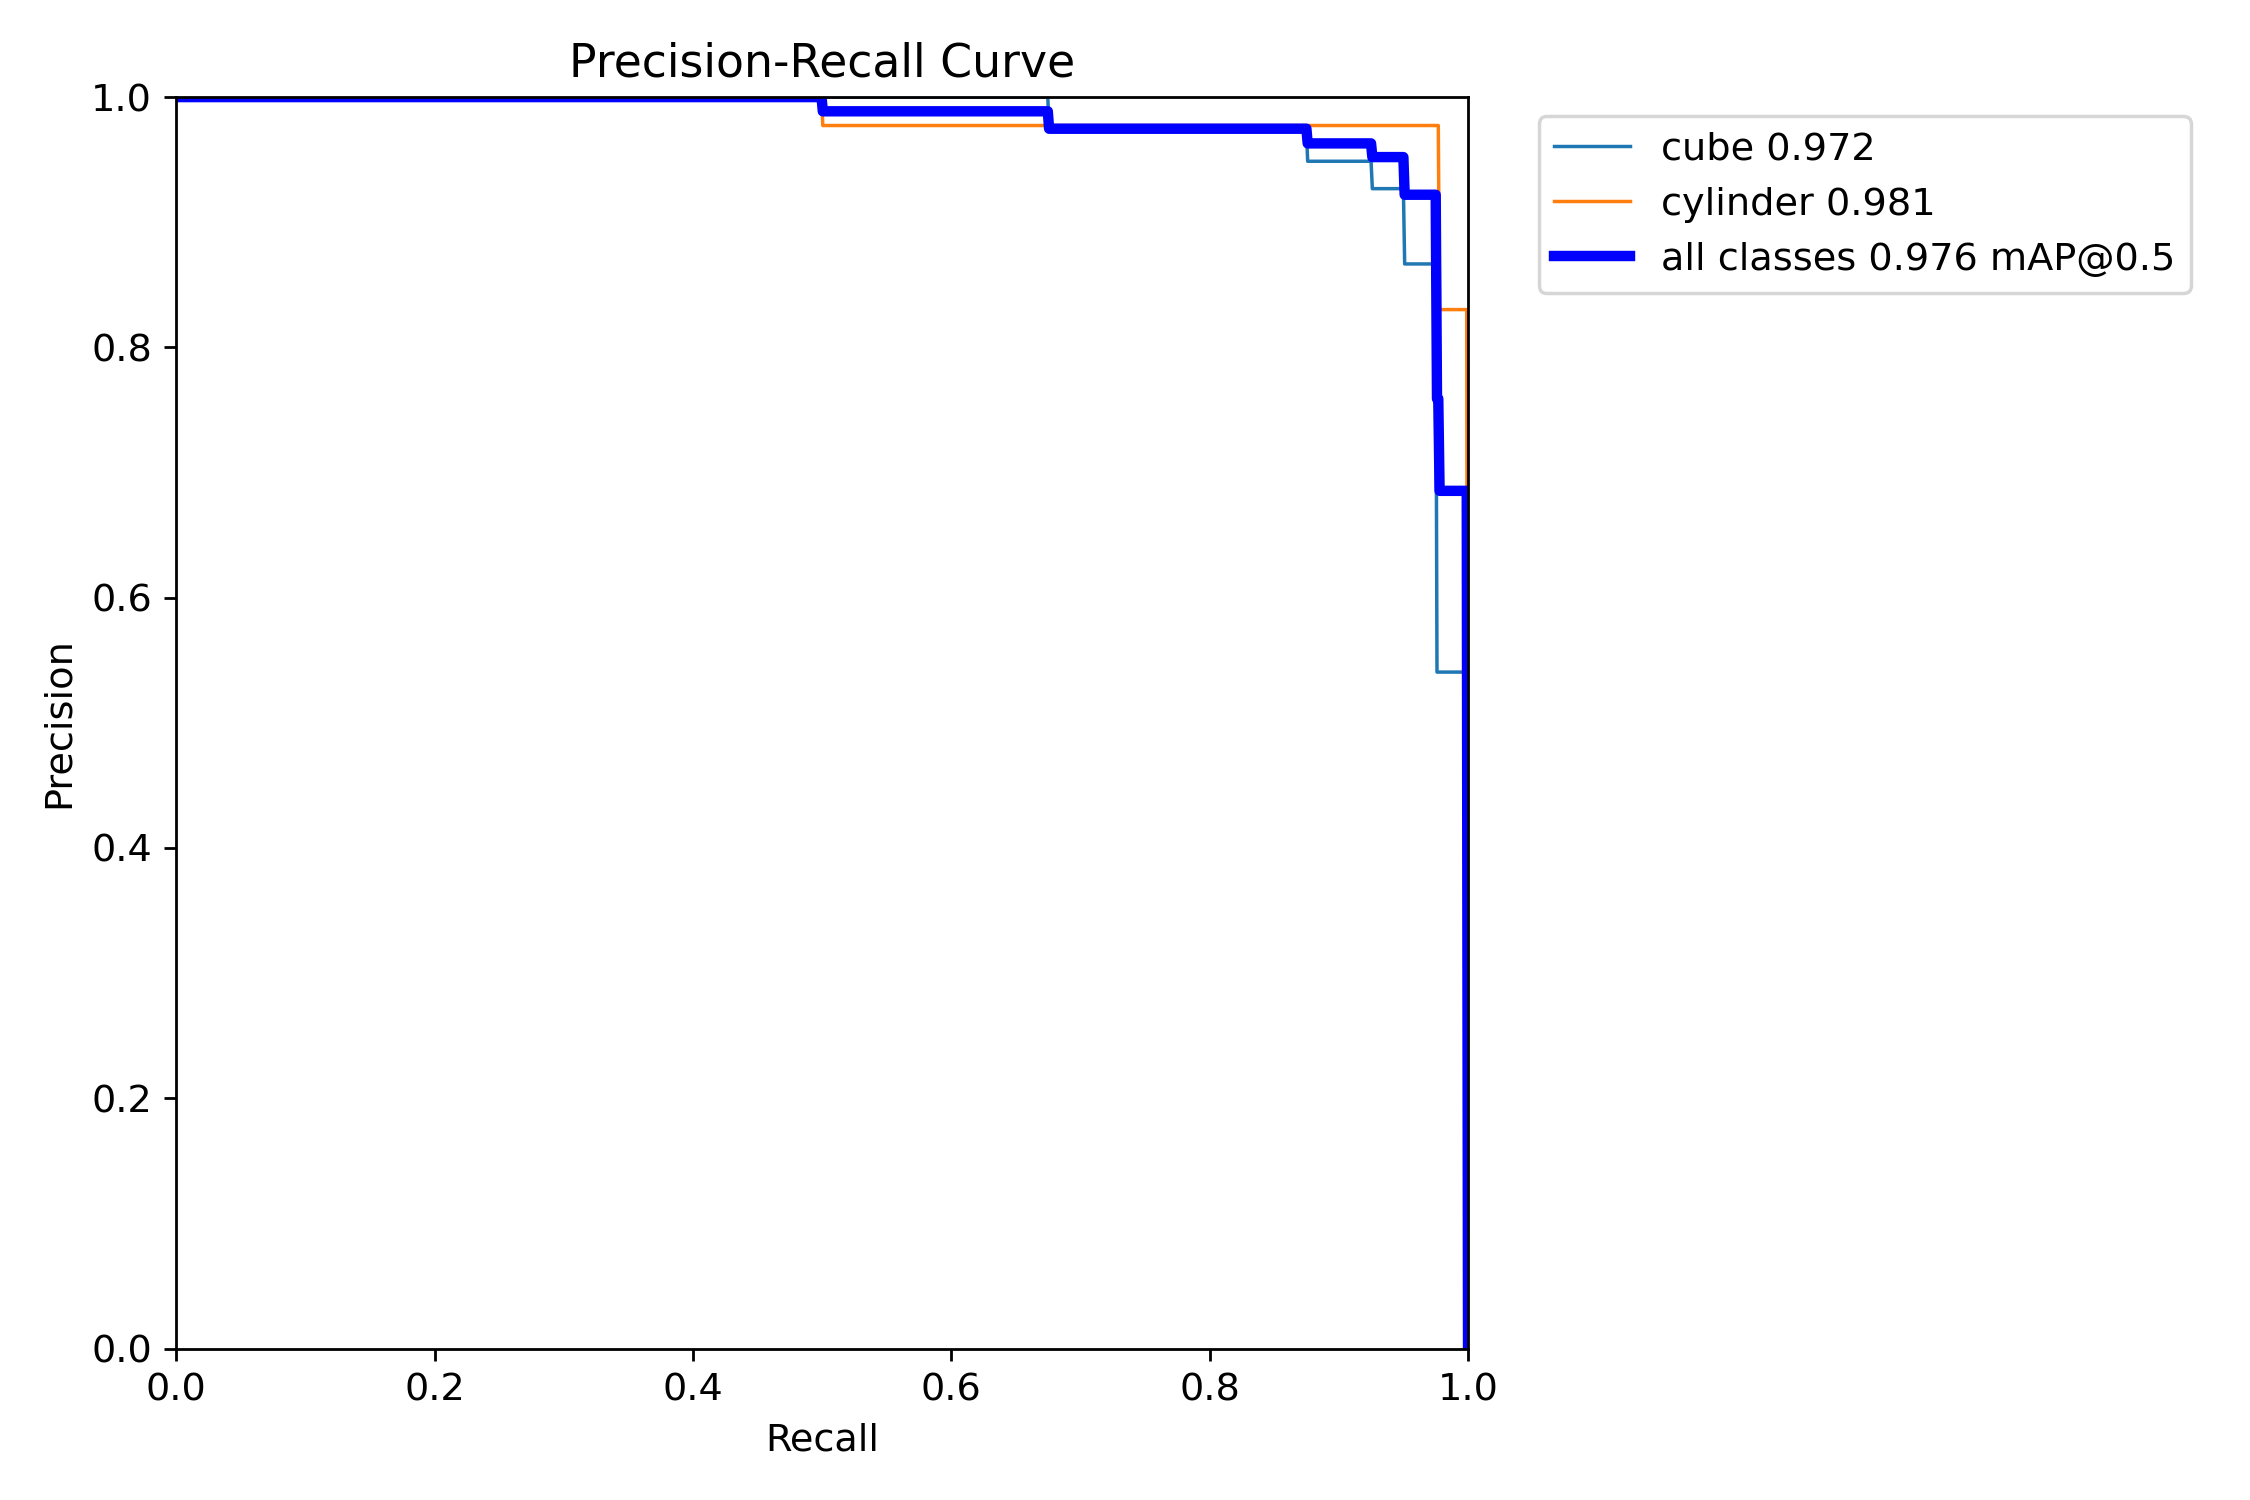 Precision-Recall Curve
1.0
0.8
0.6
0.4
0.2
0.0
Precision
0.0 0.2 0.4 0.6 0.8 1.0
Recall
cube 0.972
cylinder 0.981
all classes 0.976 mAP@0.5